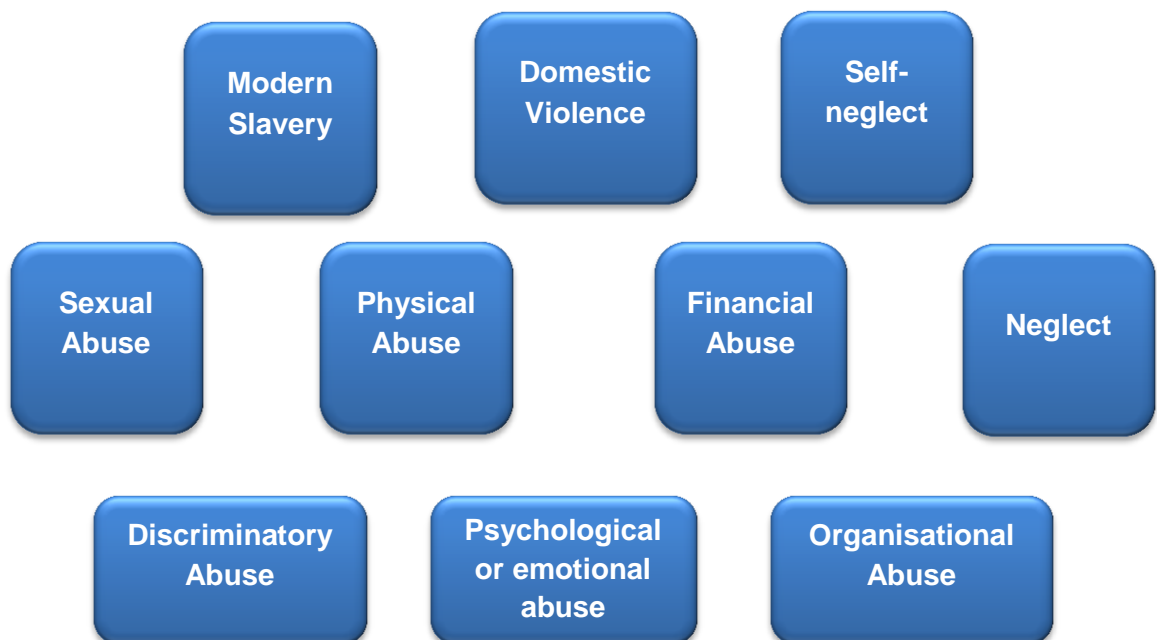 Modern
Slavery
Domestic
Violence
Self-
neglect
Sexual
Abuse
Physical
Abuse
Financial
Abuse
Neglect
Discriminatory
Abuse
Psychological
or emotional
abuse
Organisational
Abuse